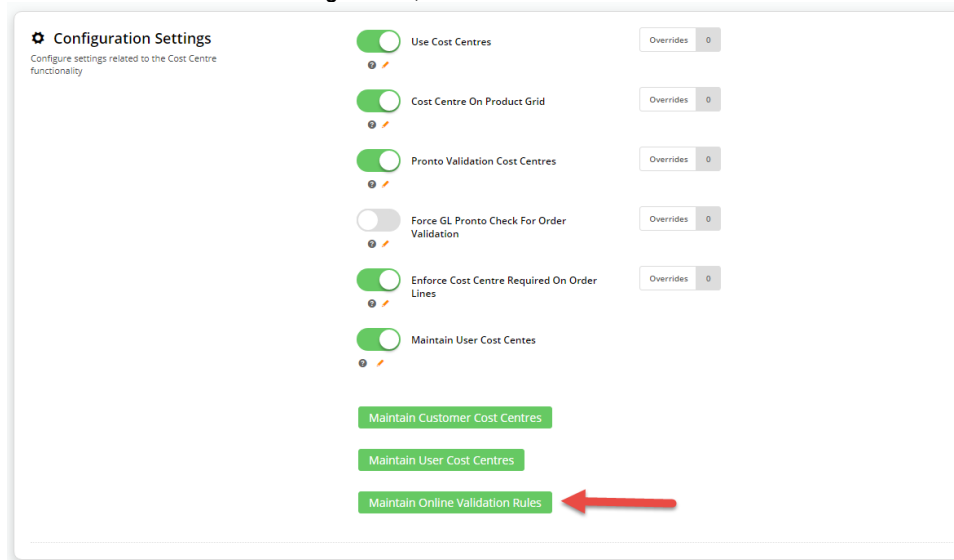 Configuration Settings
Configure settings related to the Cost Centre
functionality
Use Cost Centres
Overrides 0
Cost Centre On Product Grid
Overrides 0
Pronto Validation Cost Centres
Overrides 0
Force GL Pronto Check For Order
Validation
Overrides 0
Enforce Cost Centre Required On Order
Lines
Overrides 0
Maintain User Cost Centes
Maintain Customer Cost Centres
Maintain User Cost Centres
Maintain Online Validation Rules